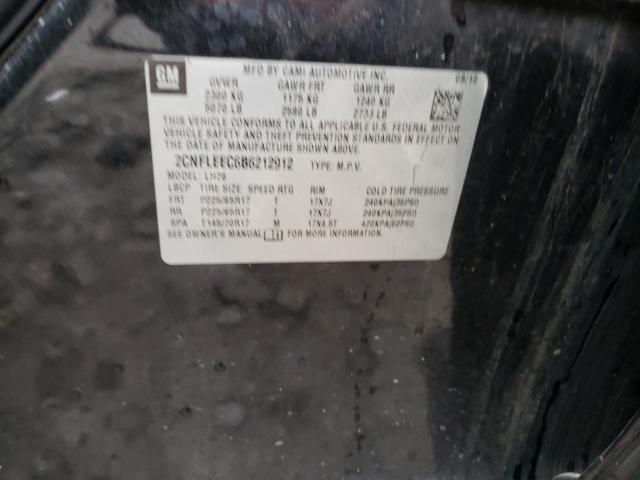 GM
MFD BY CAMI AUTOMOTIVE INC. 09/10
GVWR GAWR FRT GAWR RR
2300 KG 1175 KG 1240 KG
5070 LB 2590 LB 2733 LB
THIS VEHICLE CONFORMS TO ALL APPLICABLE U.S. FEDERAL MOTOR
VEHICLE SAFETY AND THEFT PREVENTION STANDARDS IN EFFECT ON
THE DATE OF MANUFACTURE SHOWN ABOVE.
2CNFLEEC6B6212912 TYPE: M.P.V.
MODEL: LH26
LBCP TIRE SIZE SPEED RTG RIM COLD TIRE PRESSURE
FRT P225/65R17 T 17X7J 240KPA(35PSI)
RR P225/65R17 T 17X7J 240KPA(35PSI)
SPA T145/70R17 M 17X4.5T 420KPA(60PSI)
SEE OWNER'S MANUAL FOR MORE INFORMATION.